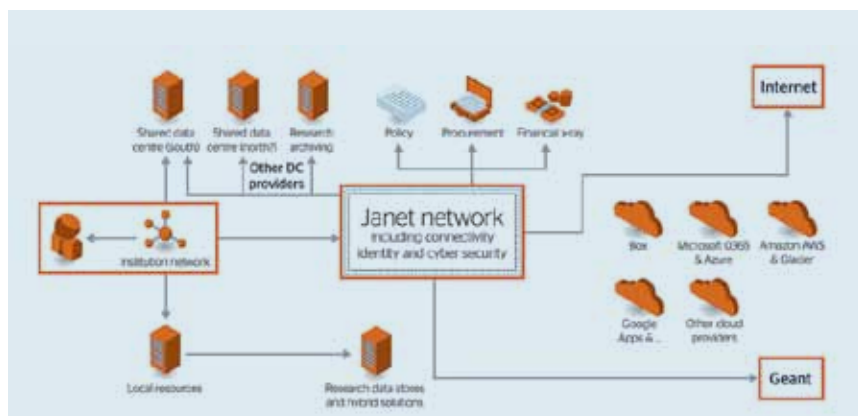 Internet
Shared data
centre (south)
Shared data
centre (north?)
Research
archiving
Policy
Procurement
Financial x-ray
Other DC
providers
Janet network
including connectivity
identity and cyber security
Institution network
Box
Microsoft O365
& Azure
Amazon AWS
& Glacier
Google
Apps & ...
Other cloud
providers
Local resources
Research data stores
and hybrid solutions
Geant